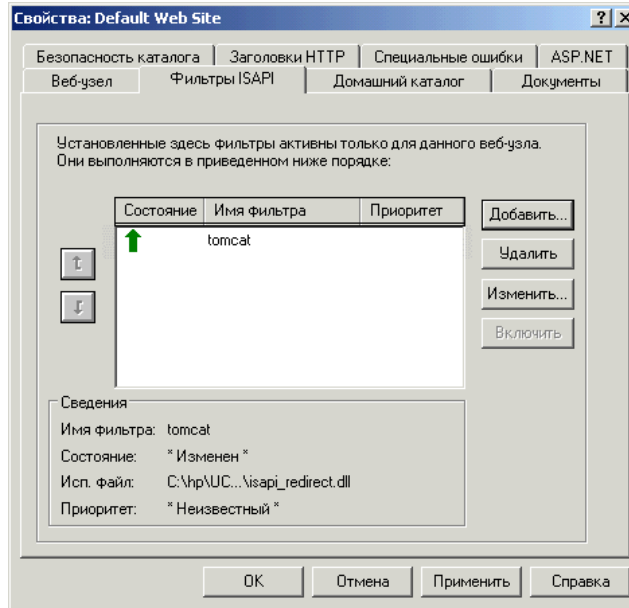 Свойства: Default Web Site
Безопасность каталога Заголовки HTTP Специальные ошибки ASP.NET
Веб-узел Фильтры ISAPI Домашний каталог Документы
Установленные здесь фильтры активны только для данного веб-узла.
Они выполняются в приведенном ниже порядке:
Состояние Имя фильтра Приоритет
tomcat
Добавить...
Удалить
Изменить...
Включить
Сведения
Имя фильтра: tomcat
Состояние: * Изменен *
Исп. файл: C:\hp\UC...\isapi_redirect.dll
Приоритет: * Неизвестный *
OK Отмена Применить Справка